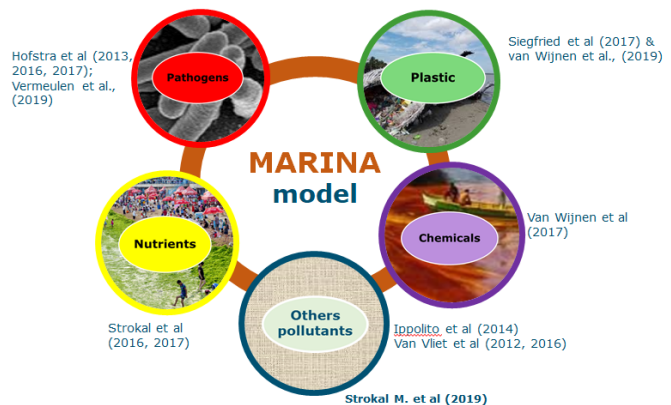 Hofstra et al (2013,
2016, 2017);
Vermeulen et al.,
(2019)
Pathogens
Plastic
Siegfried et al (2017) &
van Wijnen et al., (2019)
MARINA
model
Nutrients
Chemicals
Van Wijnen et al
(2017)
Strokal et al
(2016, 2017)
Others
pollutants
Ippolito et al (2014)
Van Vliet et al (2012, 2016)
Strokal M. et al (2019)